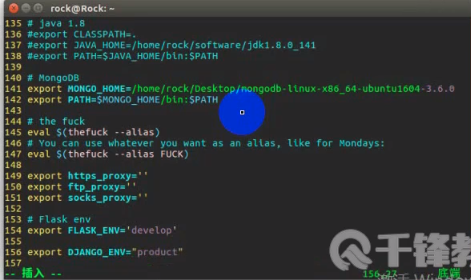 rock@Rock: ~
135 # java 1.8
136 #export CLASSPATH=.
137 #export JAVA_HOME=/home/rock/software/jdk1.8.0_141
138 #export PATH=$JAVA_HOME/bin:$PATH
139
140 # MongoDB
141 export MONGO_HOME=/home/rock/Desktop/mongodb-linux-x86_64-ubuntu1604-3.6.0
142 export PATH=$MONGO_HOME/bin:$PATH
143
144 # the fuck
145 eval $(thefuck --alias)
146 # You can use whatever you want as an alias, like for Mondays:
147 eval $(thefuck --alias FUCK)
148
149 export https_proxy=''
150 export ftp_proxy=''
151 export socks_proxy=''
152
153 # Flask env
154 export FLASK_ENV='develop'
155
156 export DJANGO_ENV="product"
157
-- 插入 -- 156,27 底端
千锋教